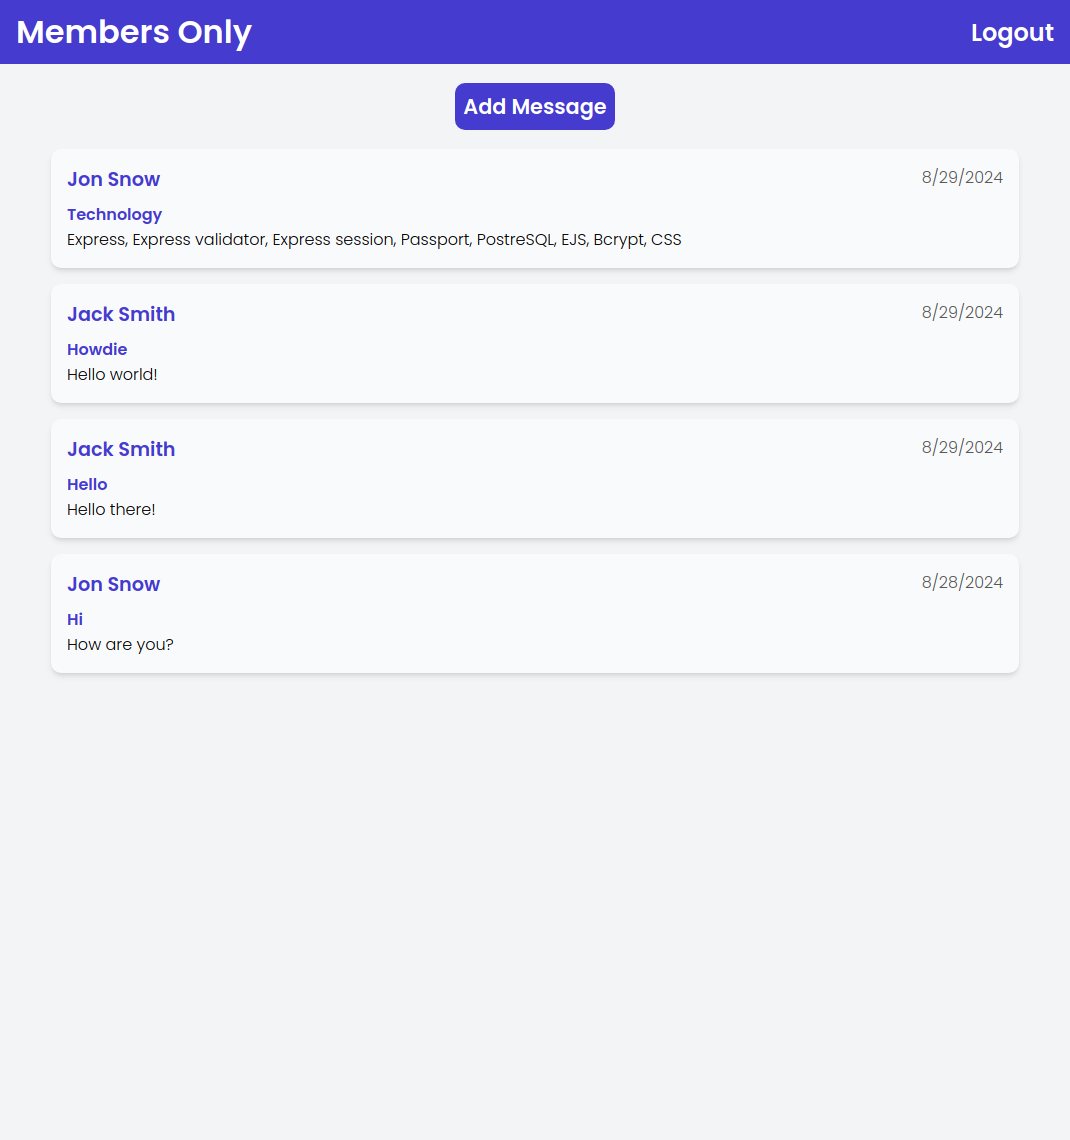 Members Only
Logout
Add Message
Jon Snow
8/29/2024
Technology
Express, Express validator, Express session, Passport, PostreSQL, EJS, Bcrypt, CSS
Jack Smith
8/29/2024
Howdie
Hello world!
Jack Smith
8/29/2024
Hello
Hello there!
Jon Snow
8/28/2024
Hi
How are you?